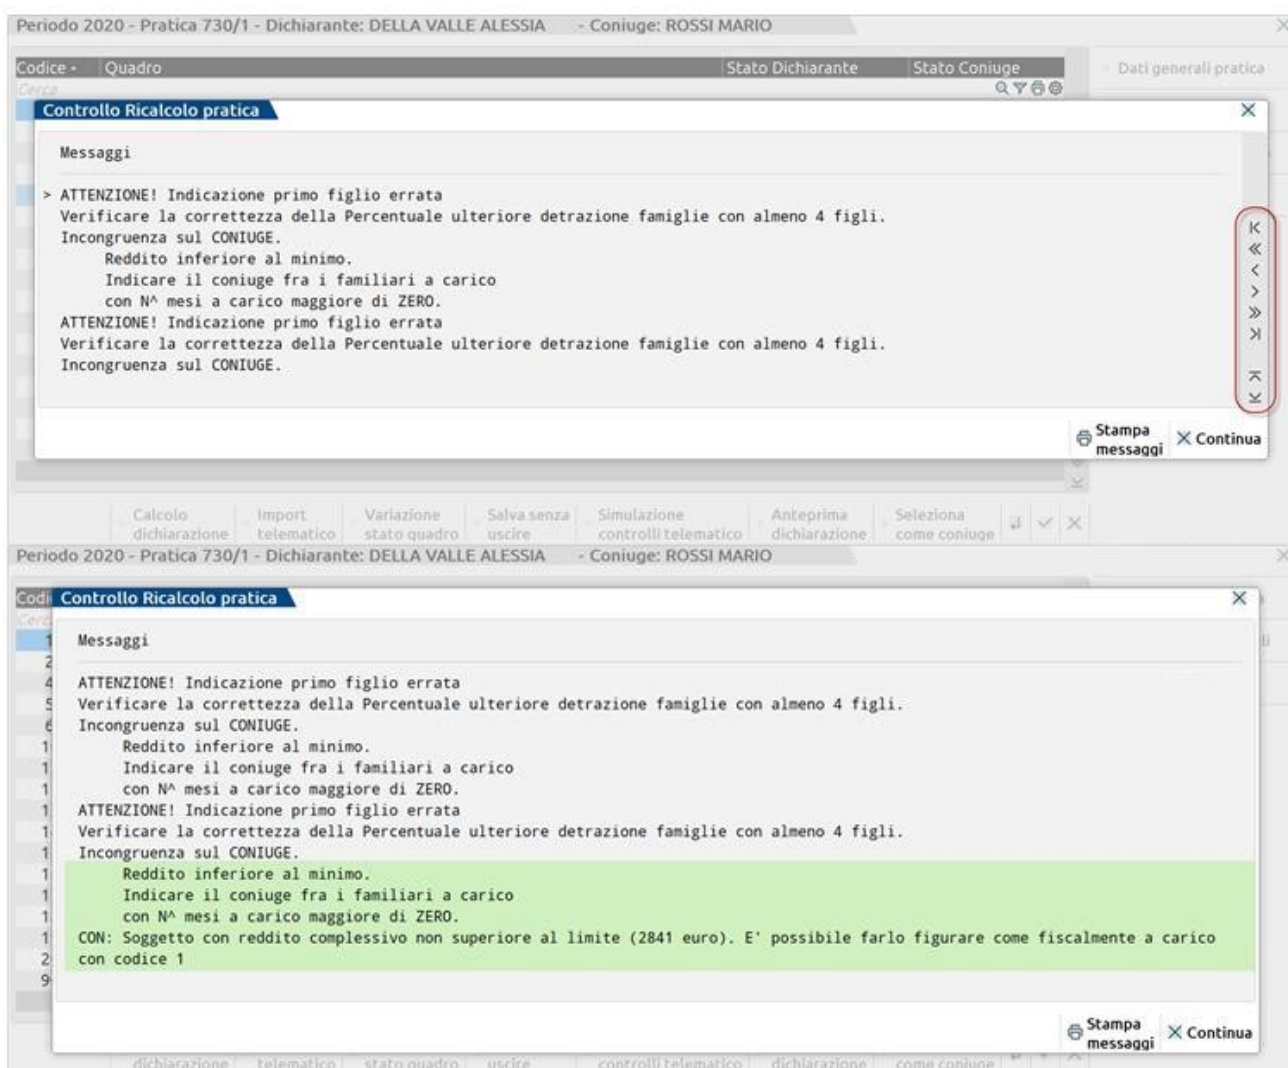 Periodo 2020 - Pratica 730/1 - Dichiarante: DELLA VALLE ALESSIA - Coniuge: ROSSI MARIO
Codice Quadro Stato Dichiarante Stato Coniuge
Dati generali pratica
Cerca
Controllo Ricalcolo pratica
Messaggi
> ATTENZIONE! Indicazione primo figlio errata
Verificare la correttezza della Percentuale ulteriore detrazione famiglie con almeno 4 figli.
Incongruenza sul CONIUGE.
Reddito inferiore al minimo.
Indicare il coniuge fra i familiari a carico
con N^ mesi a carico maggiore di ZERO.
ATTENZIONE! Indicazione primo figlio errata
Verificare la correttezza della Percentuale ulteriore detrazione famiglie con almeno 4 figli.
Incongruenza sul CONIUGE.
Stampa messaggi
Continua
Calcolo dichiarazione
Import telematico
Variazione stato quadro
Salva senza uscire
Simulazione controlli telematico
Anteprima dichiarazione
Seleziona come coniuge
Periodo 2020 - Pratica 730/1 - Dichiarante: DELLA VALLE ALESSIA - Coniuge: ROSSI MARIO
Controllo Ricalcolo pratica
Messaggi
ATTENZIONE! Indicazione primo figlio errata
Verificare la correttezza della Percentuale ulteriore detrazione famiglie con almeno 4 figli.
Incongruenza sul CONIUGE.
Reddito inferiore al minimo.
Indicare il coniuge fra i familiari a carico
con N^ mesi a carico maggiore di ZERO.
ATTENZIONE! Indicazione primo figlio errata
Verificare la correttezza della Percentuale ulteriore detrazione famiglie con almeno 4 figli.
Incongruenza sul CONIUGE.
Reddito inferiore al minimo.
Indicare il coniuge fra i familiari a carico
con N^ mesi a carico maggiore di ZERO.
CON: Soggetto con reddito complessivo non superiore al limite (2841 euro). E' possibile farlo figurare come fiscalmente a carico
con codice 1
Stampa messaggi
Continua
dichiarazione telematico stato quadro uscire controlli telematico dichiarazione come coniuge